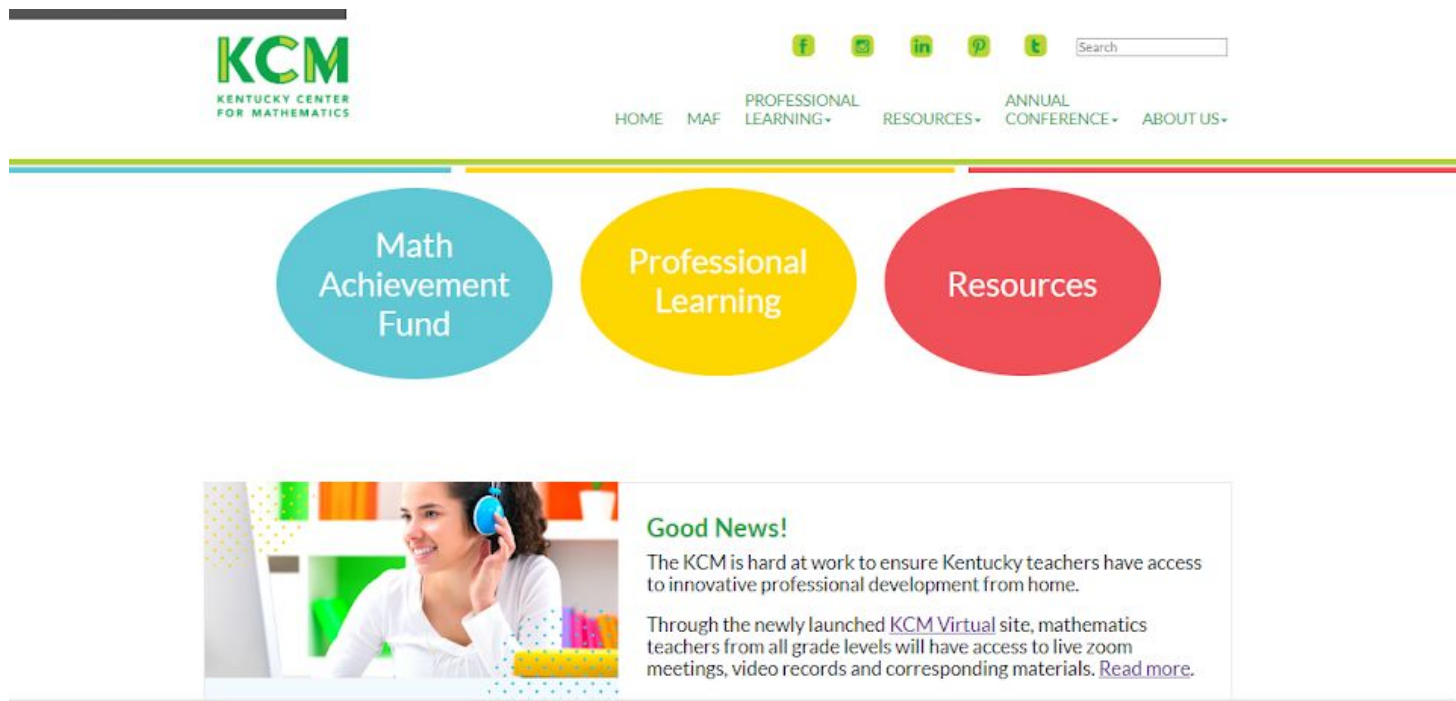 KCM
KENTUCKY CENTER
FOR MATHEMATICS
Search
HOME MAF PROFESSIONAL LEARNING RESOURCES ANNUAL CONFERENCE ABOUT US
Math
Achievement
Fund
Professional
Learning
Resources
Good News!
The KCM is hard at work to ensure Kentucky teachers have access
to innovative professional development from home.
Through the newly launched KCM Virtual site, mathematics
teachers from all grade levels will have access to live zoom
meetings, video records and corresponding materials. Read more.